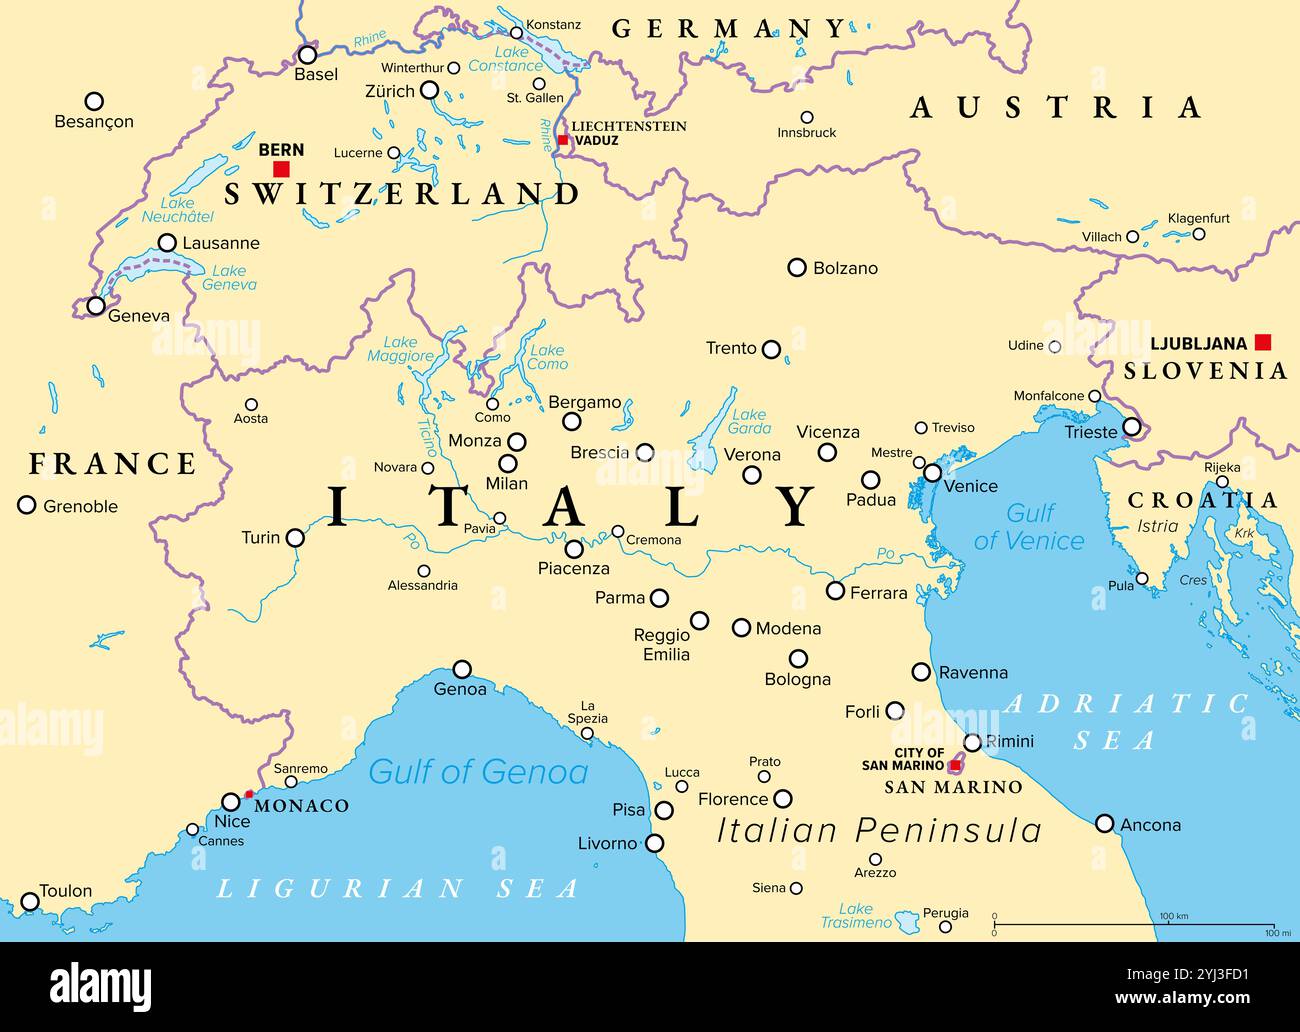 GERMANY
Konstanz
Rhine
Lake
Constance
Basel
Winterthur
Zürich
St. Gallen
AUSTRIA
Besançon
Innsbruck
LIECHTENSTEIN
VADUZ
Rhine
BERN
Lucerne
SWITZERLAND
Lake
Neuchâtel
Lausanne
Klagenfurt
Villach
Lake
Geneva
Geneva
Bolzano
Lake
Maggiore
Lake
Como
Trento
Udine
LJUBLJANA
SLOVENIA
Aosta
Como
Bergamo
Lake
Garda
Monfalcone
Ticino
Monza
Brescia
Vicenza
Treviso
Trieste
FRANCE
Novara
Milan
Verona
Mestre
Padua
Venice
Rijeka
CROATIA
Grenoble
ITALY
Gulf
of Venice
Istria
Krk
Turin
Po
Pavia
Cremona
Piacenza
Po
Alessandria
Pula
Cres
Parma
Ferrara
Reggio
Emilia
Modena
Bologna
Genoa
Ravenna
La
Spezia
Forli
ADRIATIC
SEA
Rimini
CITY OF
SAN MARINO
SAN MARINO
Gulf of Genoa
Sanremo
Lucca
Prato
MONACO
Nice
Pisa
Florence
Cannes
Livorno
Italian Peninsula
Ancona
Arezzo
Toulon
LIGURIAN SEA
Siena
Lake
Trasimeno
Perugia
0
100 km
0
100 mi
alamy
alamy
alamy
alamy
alamy
alamy
a
alamy
Image ID: 2YJ3FD1
www.alamy.com